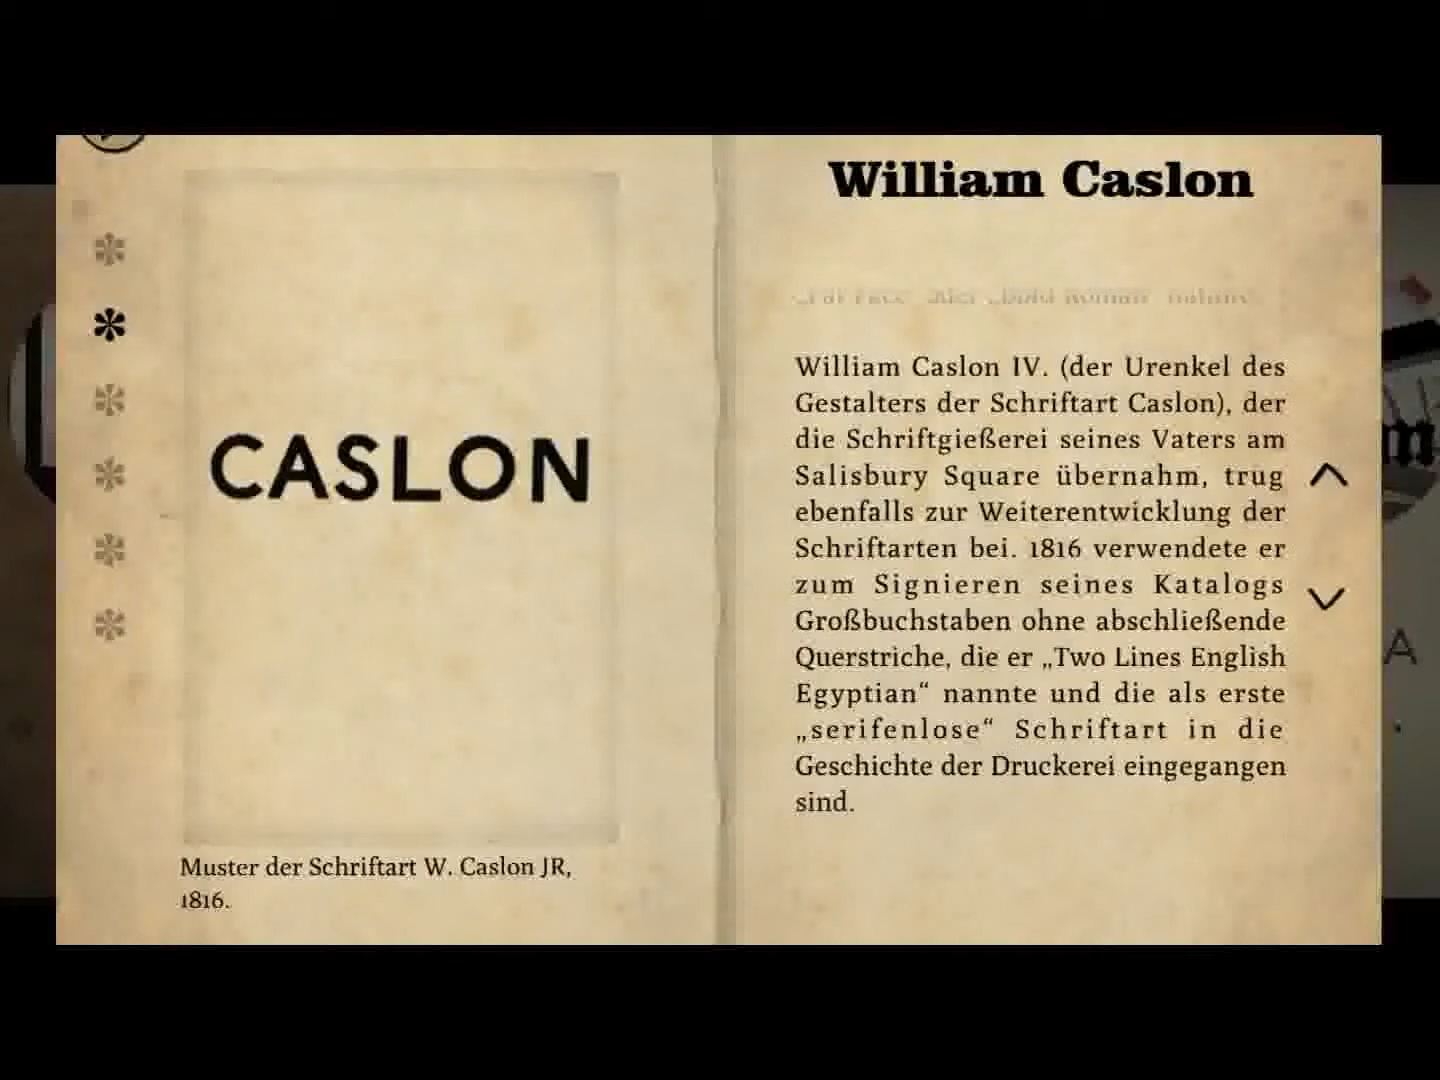 CASLON
Muster der Schriftart W. Caslon JR,
1816.
William Caslon
William Caslon IV. (der Urenkel des
Gestalters der Schriftart Caslon), der
die Schriftgießerei seines Vaters am
Salisbury Square übernahm, trug
ebenfalls zur Weiterentwicklung der
Schriftarten bei. 1816 verwendete er
zum Signieren seines Katalogs
Großbuchstaben ohne abschließende
Querstriche, die er „Two Lines English
Egyptian“ nannte und die als erste
„serifenlose“ Schriftart in die
Geschichte der Druckerei eingegangen
sind.
m
A